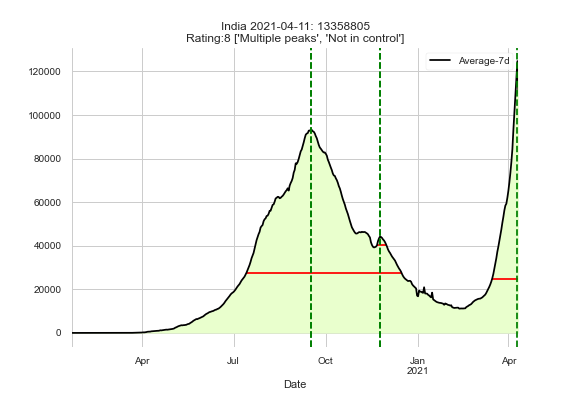 India 2021-04-11: 13358805
Rating:8 ['Multiple peaks', 'Not in control']
Average-7d
120000
100000
80000
60000
40000
20000
0
Apr
Jul
Oct
Jan
2021
Apr
Date